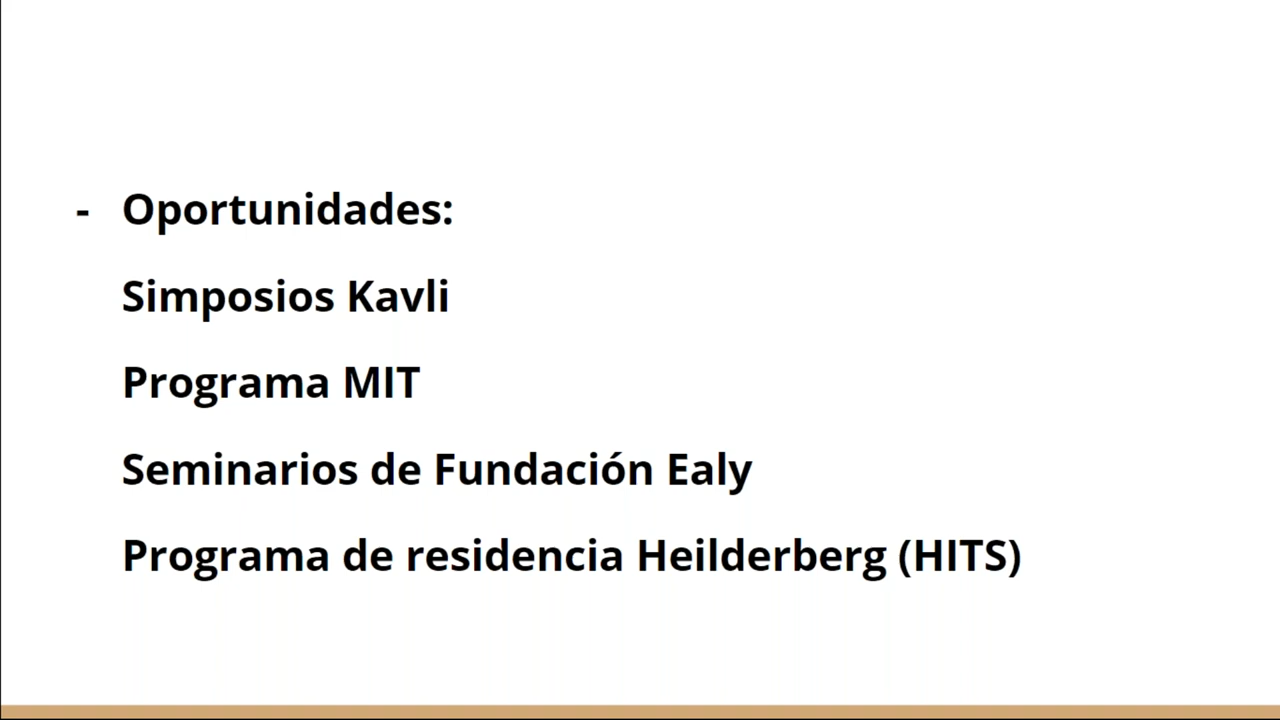 - Oportunidades:
Simposios Kavli
Programa MIT
Seminarios de Fundación Ealy
Programa de residencia Heilderberg (HITS)